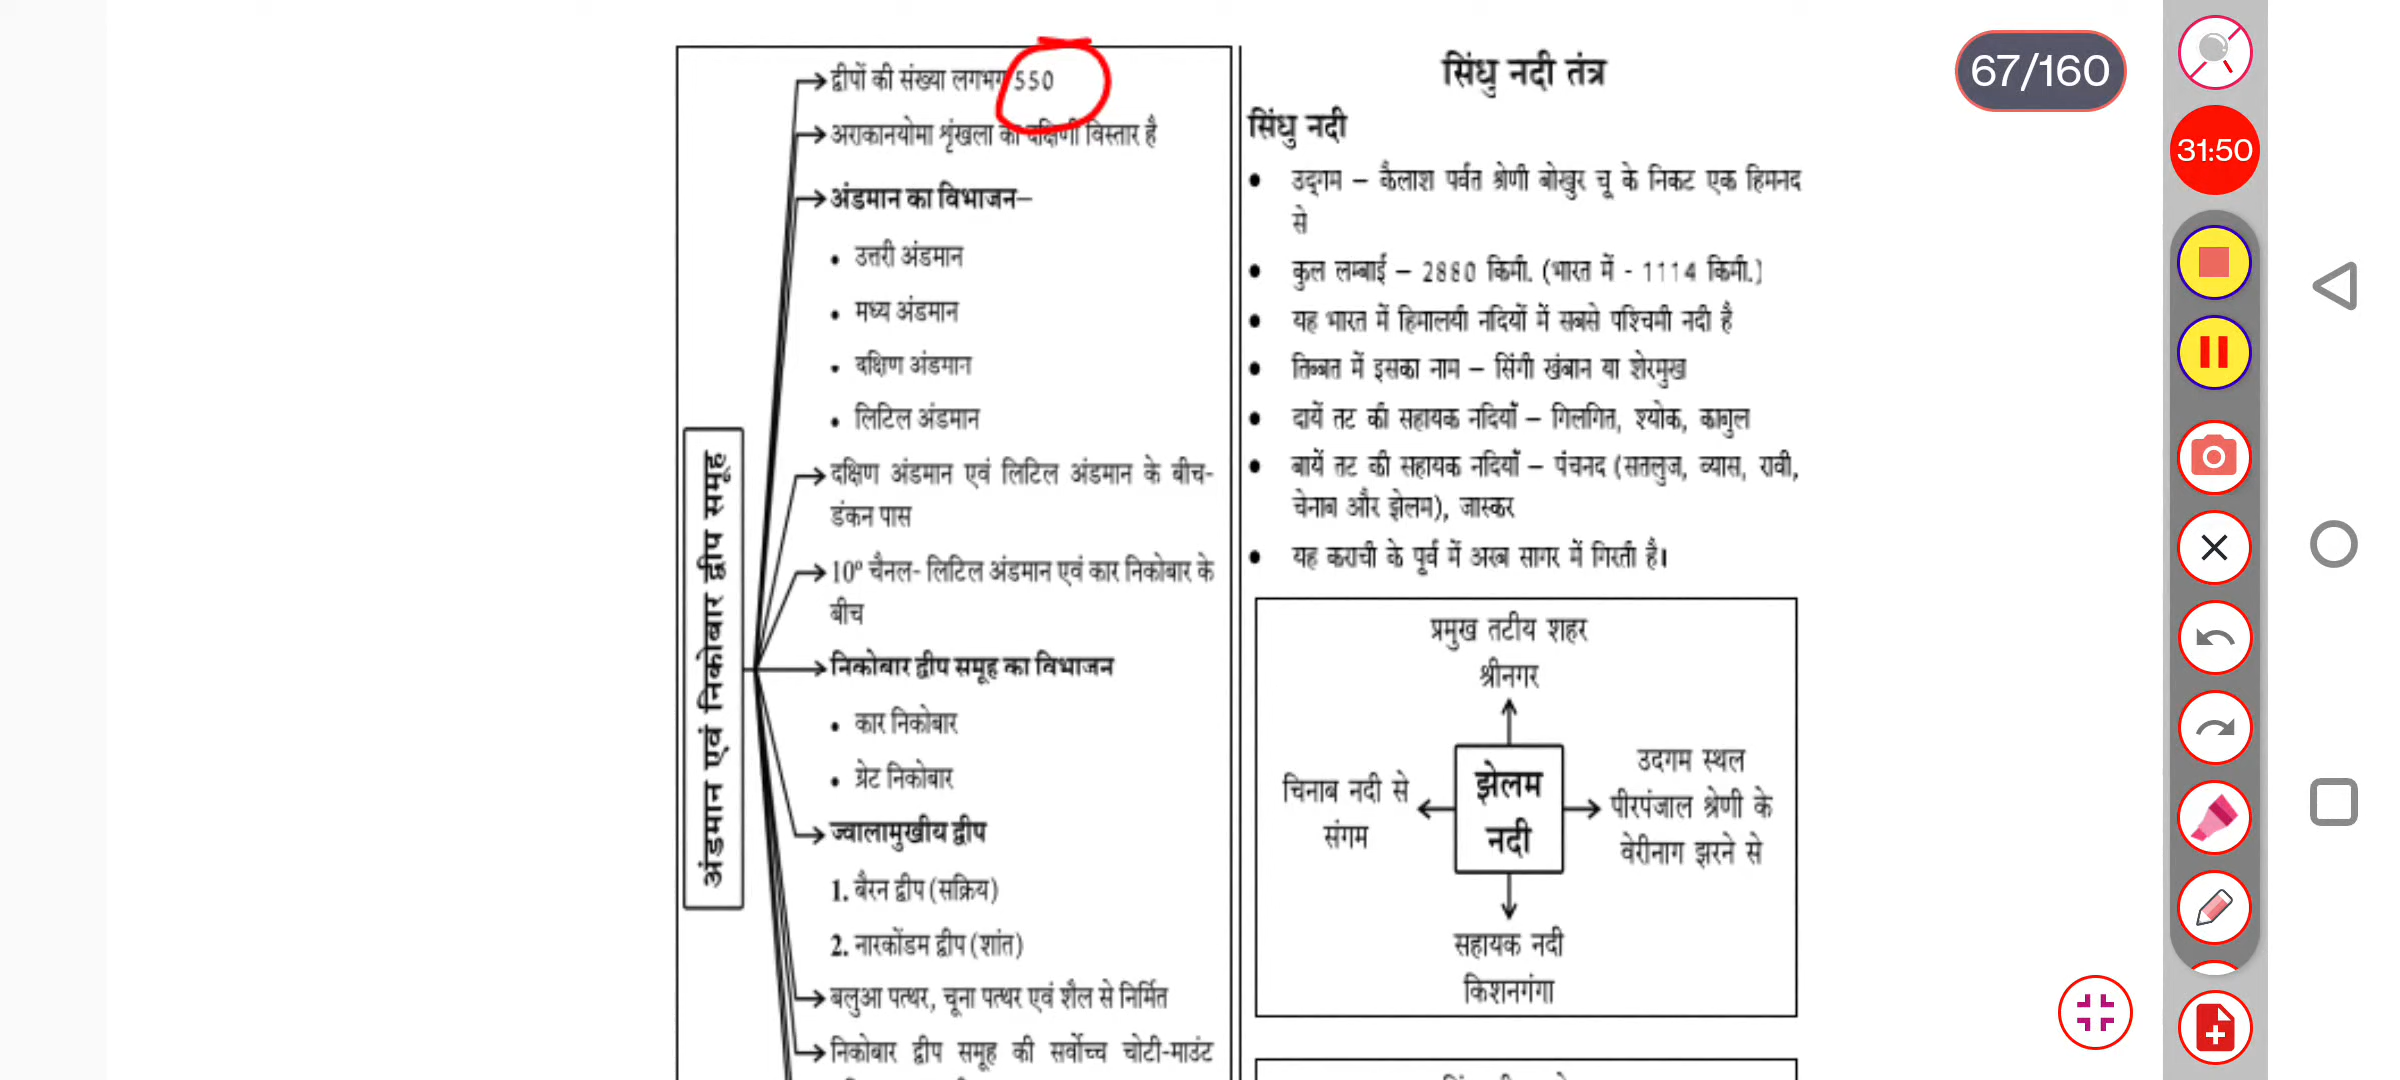 द्वीपों की संख्या लगभग 550
अराकानयोमा शृंखला का दक्षिणी विस्तार है
अंडमान का विभाजन–
• उत्तरी अंडमान
• मध्य अंडमान
• दक्षिण अंडमान
• लिटिल अंडमान
दक्षिण अंडमान एवं लिटिल अंडमान के बीच-
डंकन पास
10° चैनल- लिटिल अंडमान एवं कार निकोबार के
बीच
निकोबार द्वीप समूह का विभाजन
• कार निकोबार
• ग्रेट निकोबार
ज्वालामुखीय द्वीप
1. बैरन द्वीप (सक्रिय)
2. नारकोंडम द्वीप (शांत)
बलुआ पत्थर, चूना पत्थर एवं शैल से निर्मित
निकोबार द्वीप समूह की सर्वोच्च चोटी-माउंट
अंडमान एवं निकोबार द्वीप समूह
सिंधु नदी तंत्र
सिंधु नदी
• उद्गम – कैलाश पर्वत श्रेणी बोखुर चू के निकट एक हिमनद
से
• कुल लम्बाई – 2880 किमी. (भारत में - 1114 किमी.)
• यह भारत में हिमालयी नदियों में सबसे पश्चिमी नदी है
• तिब्बत में इसका नाम – सिंगी खंबान या शेरमुख
• दायें तट की सहायक नदियाँ – गिलगित, श्योक, काबुल
• बायें तट की सहायक नदियाँ – पंचनद (सतलुज, व्यास, रावी,
चेनाब और झेलम), जास्कर
• यह कराची के पूर्व में अरब सागर में गिरती है।
प्रमुख तटीय शहर
श्रीनगर
चिनाब नदी से
संगम
झेलम
नदी
उदगम स्थल
पीरपंजाल श्रेणी के
वेरीनाग झरने से
सहायक नदी
किशनगंगा
67/160
31:50